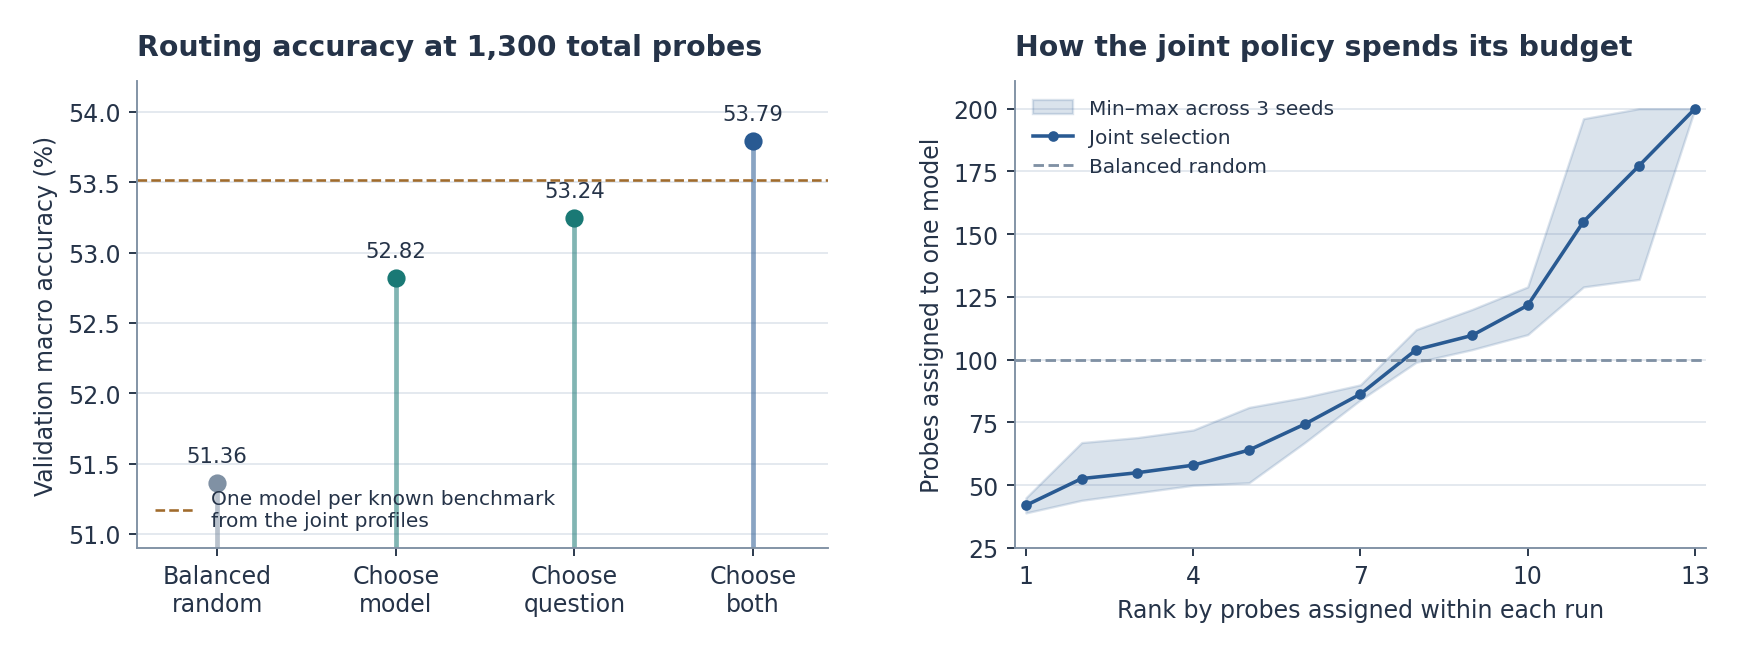 Routing accuracy at 1,300 total probes
Validation macro accuracy (%)
54.0
53.5
53.0
52.5
52.0
51.5
51.0
51.36
52.82
53.24
53.79
One model per known benchmark
from the joint profiles
Balanced
random
Choose
model
Choose
question
Choose
both
How the joint policy spends its budget
Probes assigned to one model
200
175
150
125
100
75
50
25
Min–max across 3 seeds
Joint selection
Balanced random
1
4
7
10
13
Rank by probes assigned within each run